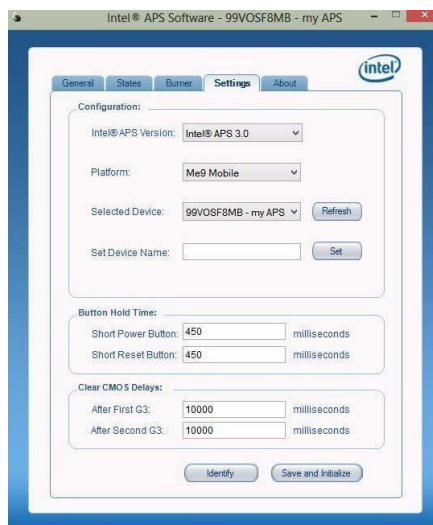 Intel® APS Software - 99VOSF8MB - my APS
intel
General States Burner Settings About
Configuration:
Intel® APS Version: Intel® APS 3.0
Platform: Me9 Mobile
Selected Device: 99VOSF8MB - my APS Refresh
Set Device Name: Set
Button Hold Time:
Short Power Button: 450 milliseconds
Short Reset Button: 450 milliseconds
Clear CMOS Delays:
After First G3: 10000 milliseconds
After Second G3: 10000 milliseconds
Identify Save and Initialize